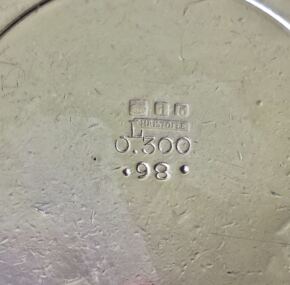 CHRISTOFLE
L
0.300
.98.